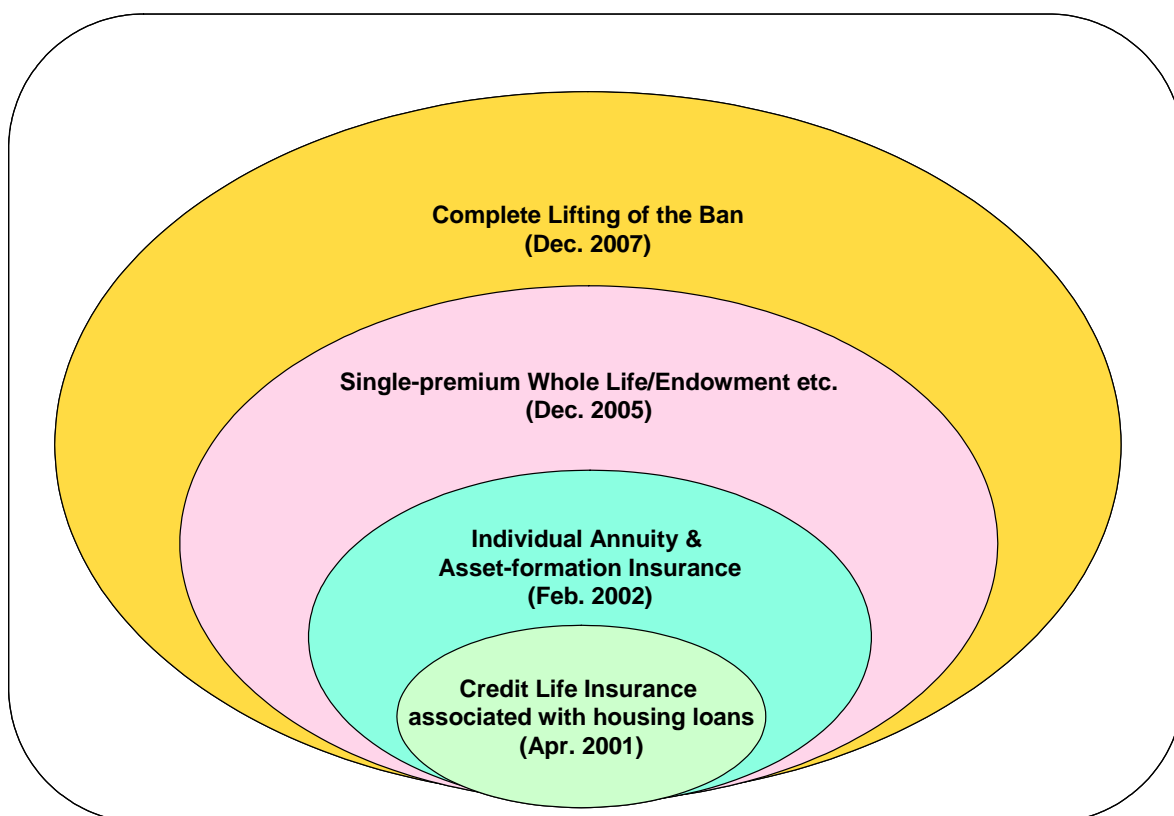 Complete Lifting of the Ban
(Dec. 2007)
Single-premium Whole Life/Endowment etc.
(Dec. 2005)
Individual Annuity &
Asset-formation Insurance
(Feb. 2002)
Credit Life Insurance
associated with housing loans
(Apr. 2001)